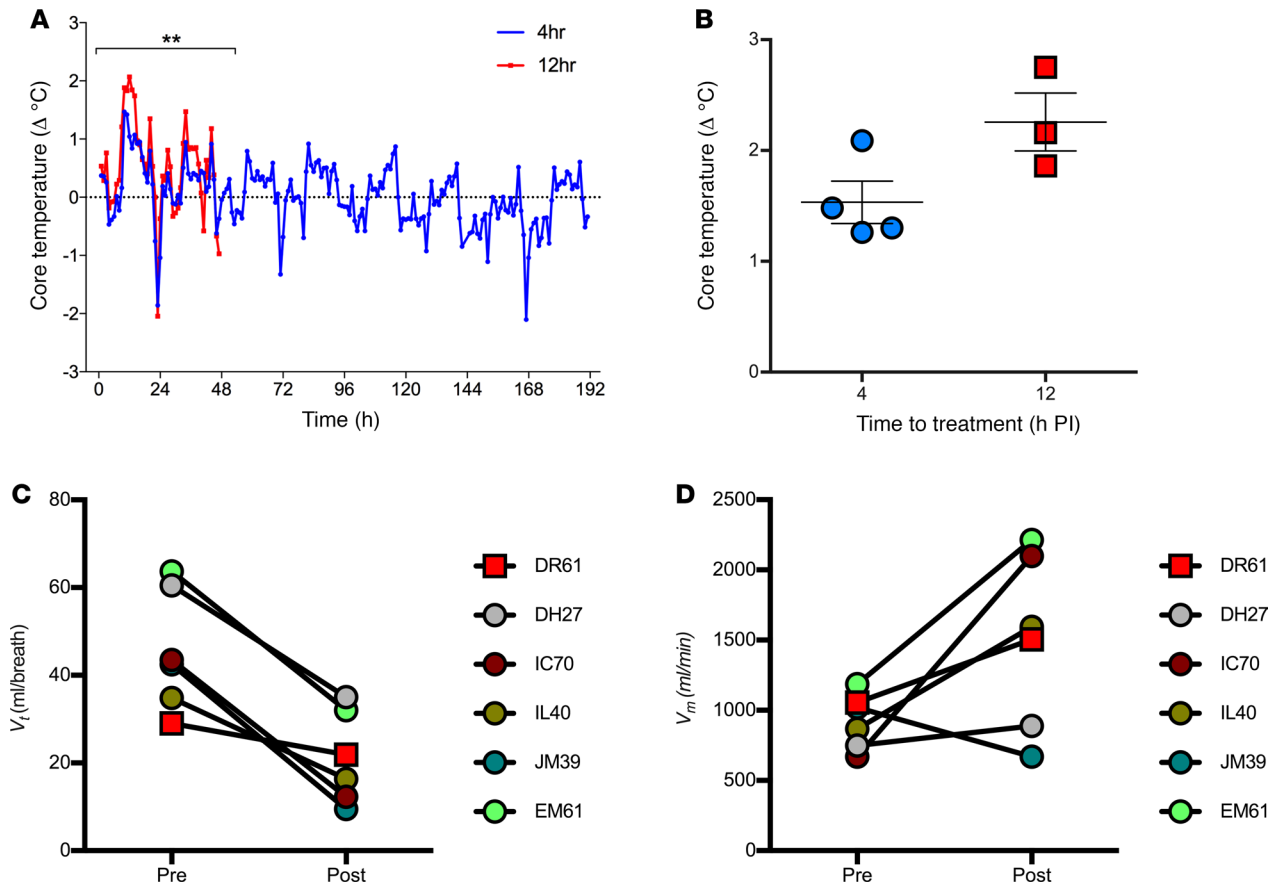 A
Core temperature (Δ °C)
3
2
1
0
-1
-2
-3
**
4hr
12hr
0 24 48 72 96 120 144 168 192
Time (h)
B
Core temperature (Δ °C)
3
2
1
0
4 12
Time to treatment (h PI)
C
Vt (ml/breath)
80
60
40
20
0
Pre Post
DR61
DH27
IC70
IL40
JM39
EM61
D
Vm (ml/min)
2500
2000
1500
1000
500
0
Pre Post
DR61
DH27
IC70
IL40
JM39
EM61